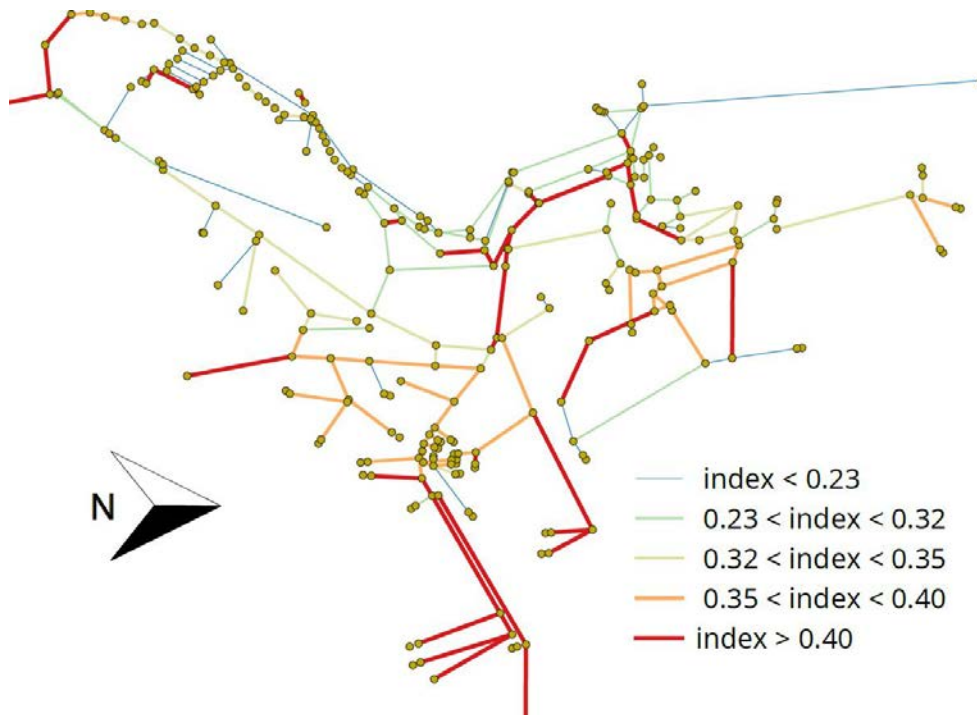 N
index < 0.23
0.23 < index < 0.32
0.32 < index < 0.35
0.35 < index < 0.40
index > 0.40